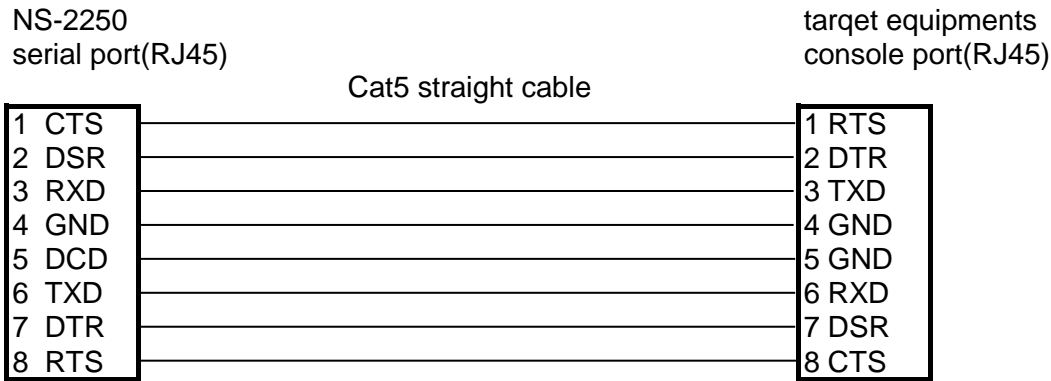 NS-2250
serial port(RJ45)
tarqet equipments
console port(RJ45)
Cat5 straight cable
1 CTS
2 DSR
3 RXD
4 GND
5 DCD
6 TXD
7 DTR
8 RTS
1 RTS
2 DTR
3 TXD
4 GND
5 GND
6 RXD
7 DSR
8 CTS